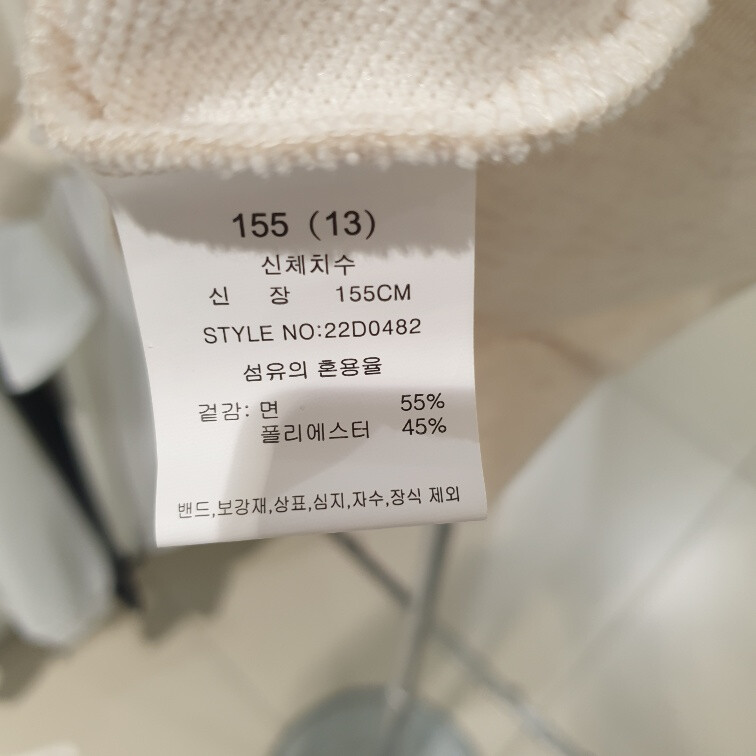 155 (13)
신체치수
신 장 155CM
STYLE NO:22D0482
섬유의 혼용율
겉감: 면 55%
폴리에스터 45%
밴드,보강재,상표,심지,자수,장식 제외